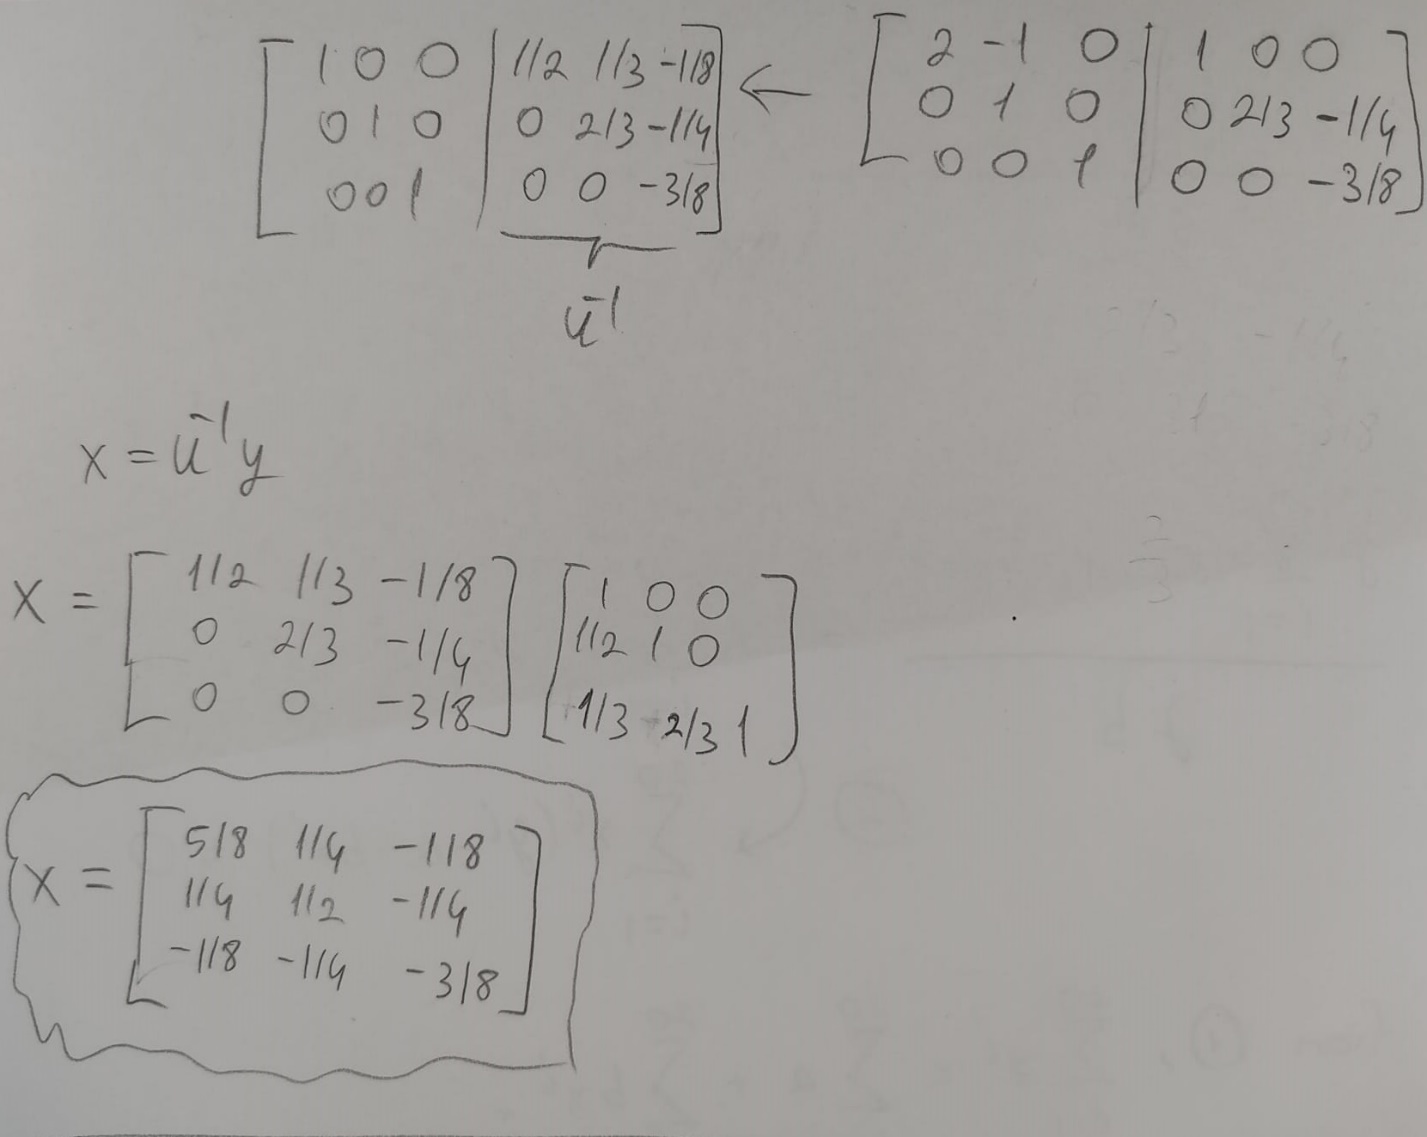 [ 1 0 0 | 1/2 1/3 -1/8 ] ← [ 2 -1 0 | 1 0 0 ]
[ 0 1 0 | 0 2/3 -1/4 ] [ 0 1 0 | 0 2/3 -1/4 ]
[ 0 0 1 | 0 0 -3/8 ] [ 0 0 1 | 0 0 -3/8 ]
u⁻¹
x = u⁻¹y
x = [ 1/2 1/3 -1/8 ] [ 1 0 0 ]
[ 0 2/3 -1/4 ] [ 1/2 1 0 ]
[ 0 0 -3/8 ] [ 1/3 2/3 1 ]
x = [ 5/8 1/4 -1/8 ]
[ 1/4 1/2 -1/4 ]
[ -1/8 -1/4 -3/8 ]